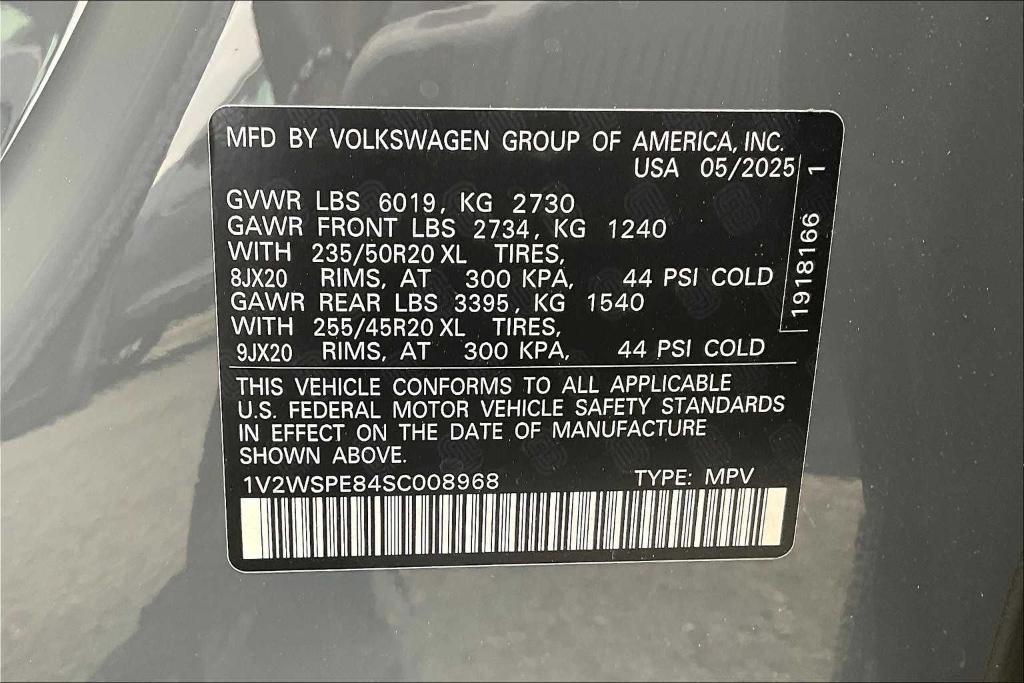 MFD BY VOLKSWAGEN GROUP OF AMERICA, INC.
USA 05/2025
GVWR LBS 6019, KG 2730
GAWR FRONT LBS 2734, KG 1240
WITH 235/50R20 XL TIRES,
8JX20 RIMS, AT 300 KPA, 44 PSI COLD
GAWR REAR LBS 3395, KG 1540
WITH 255/45R20 XL TIRES,
9JX20 RIMS, AT 300 KPA, 44 PSI COLD
1918166 1
THIS VEHICLE CONFORMS TO ALL APPLICABLE
U.S. FEDERAL MOTOR VEHICLE SAFETY STANDARDS
IN EFFECT ON THE DATE OF MANUFACTURE
SHOWN ABOVE.
1V2WSPE84SC008968 TYPE: MPV